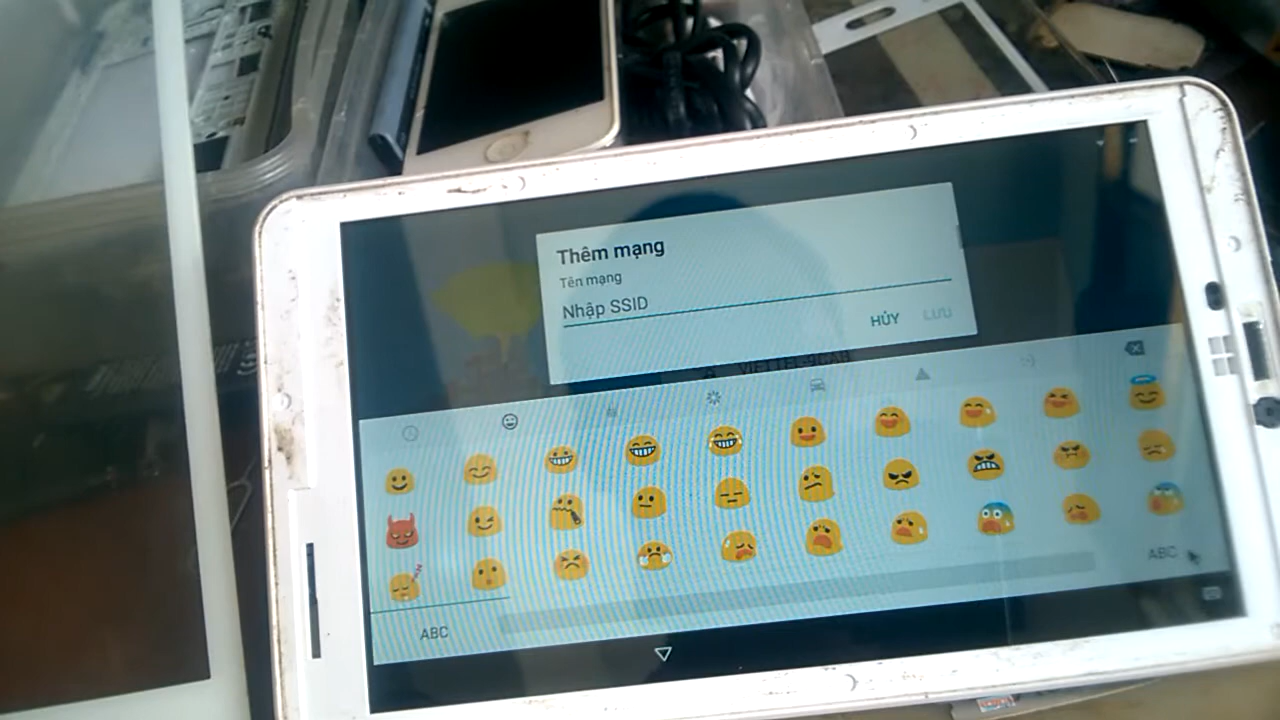 Thêm mạng
Tên mạng
Nhập SSID
HỦY LƯU
ABC
ABC